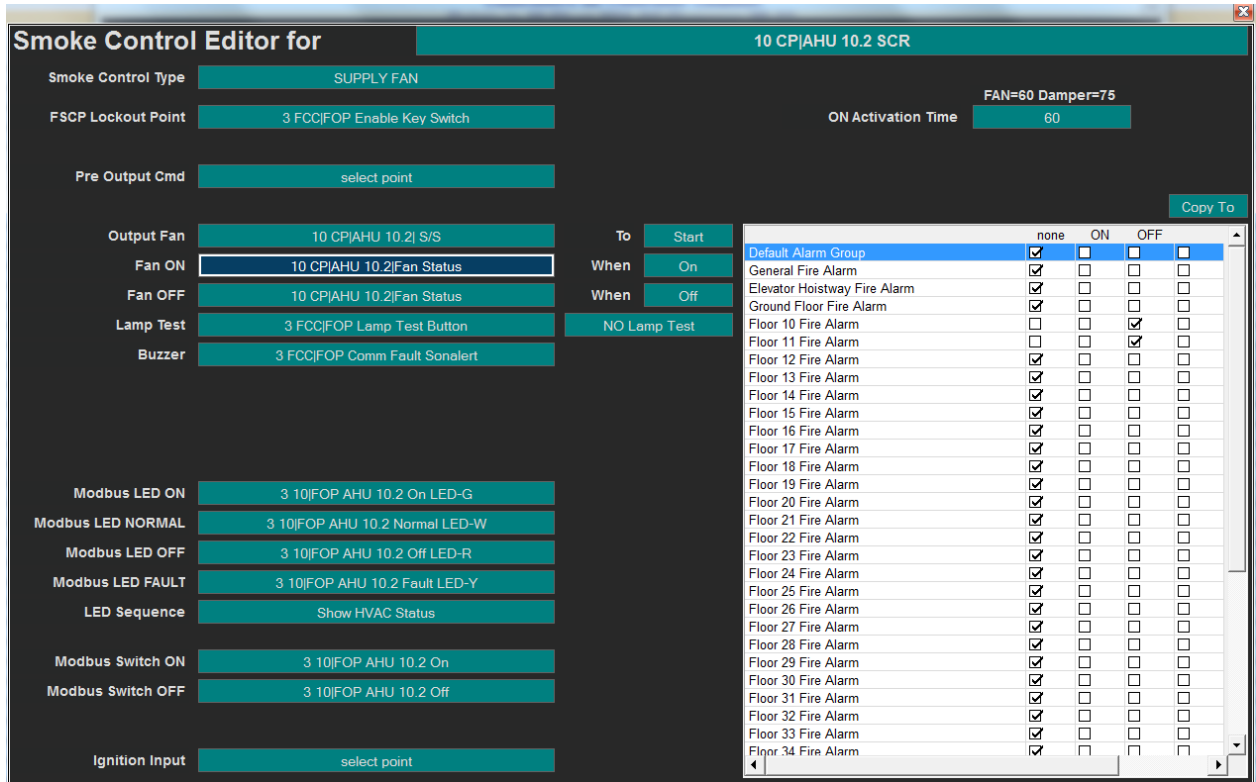 Smoke Control Editor for 10 CP|AHU 10.2 SCR
Smoke Control Type SUPPLY FAN
FAN=60 Damper=75
FSCP Lockout Point 3 FCC|FOP Enable Key Switch ON Activation Time 60
Pre Output Cmd select point
Copy To
Output Fan 10 CP|AHU 10.2| S/S To Start
Fan ON 10 CP|AHU 10.2|Fan Status When On
Fan OFF 10 CP|AHU 10.2|Fan Status When Off
Lamp Test 3 FCC|FOP Lamp Test Button NO Lamp Test
Buzzer 3 FCC|FOP Comm Fault Sonalert
Modbus LED ON 3 10|FOP AHU 10.2 On LED-G
Modbus LED NORMAL 3 10|FOP AHU 10.2 Normal LED-W
Modbus LED OFF 3 10|FOP AHU 10.2 Off LED-R
Modbus LED FAULT 3 10|FOP AHU 10.2 Fault LED-Y
LED Sequence Show HVAC Status
Modbus Switch ON 3 10|FOP AHU 10.2 On
Modbus Switch OFF 3 10|FOP AHU 10.2 Off
Ignition Input select point
none ON OFF
Default Alarm Group
General Fire Alarm
Elevator Hoistway Fire Alarm
Ground Floor Fire Alarm
Floor 10 Fire Alarm
Floor 11 Fire Alarm
Floor 12 Fire Alarm
Floor 13 Fire Alarm
Floor 14 Fire Alarm
Floor 15 Fire Alarm
Floor 16 Fire Alarm
Floor 17 Fire Alarm
Floor 18 Fire Alarm
Floor 19 Fire Alarm
Floor 20 Fire Alarm
Floor 21 Fire Alarm
Floor 22 Fire Alarm
Floor 23 Fire Alarm
Floor 24 Fire Alarm
Floor 25 Fire Alarm
Floor 26 Fire Alarm
Floor 27 Fire Alarm
Floor 28 Fire Alarm
Floor 29 Fire Alarm
Floor 30 Fire Alarm
Floor 31 Fire Alarm
Floor 32 Fire Alarm
Floor 33 Fire Alarm
Floor 34 Fire Alarm